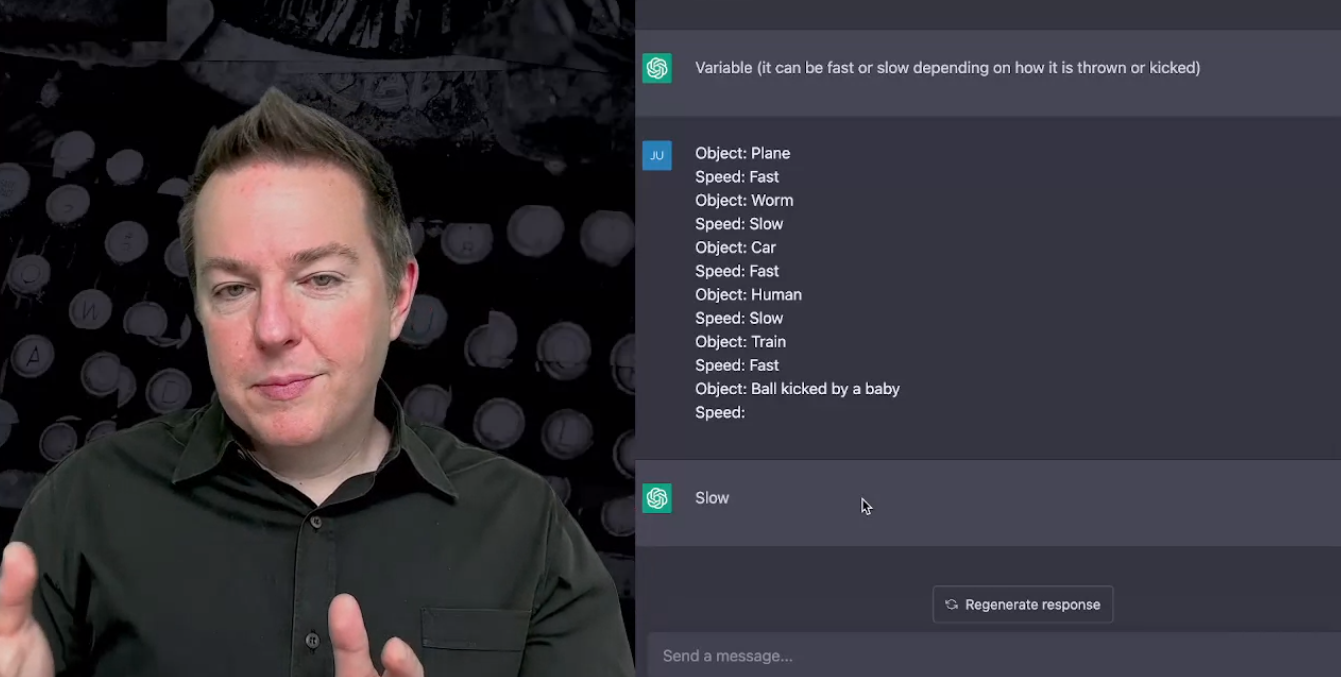 Variable (it can be fast or slow depending on how it is thrown or kicked)
JU
Object: Plane
Speed: Fast
Object: Worm
Speed: Slow
Object: Car
Speed: Fast
Object: Human
Speed: Slow
Object: Train
Speed: Fast
Object: Ball kicked by a baby
Speed:
Slow
Regenerate response
Send a message...